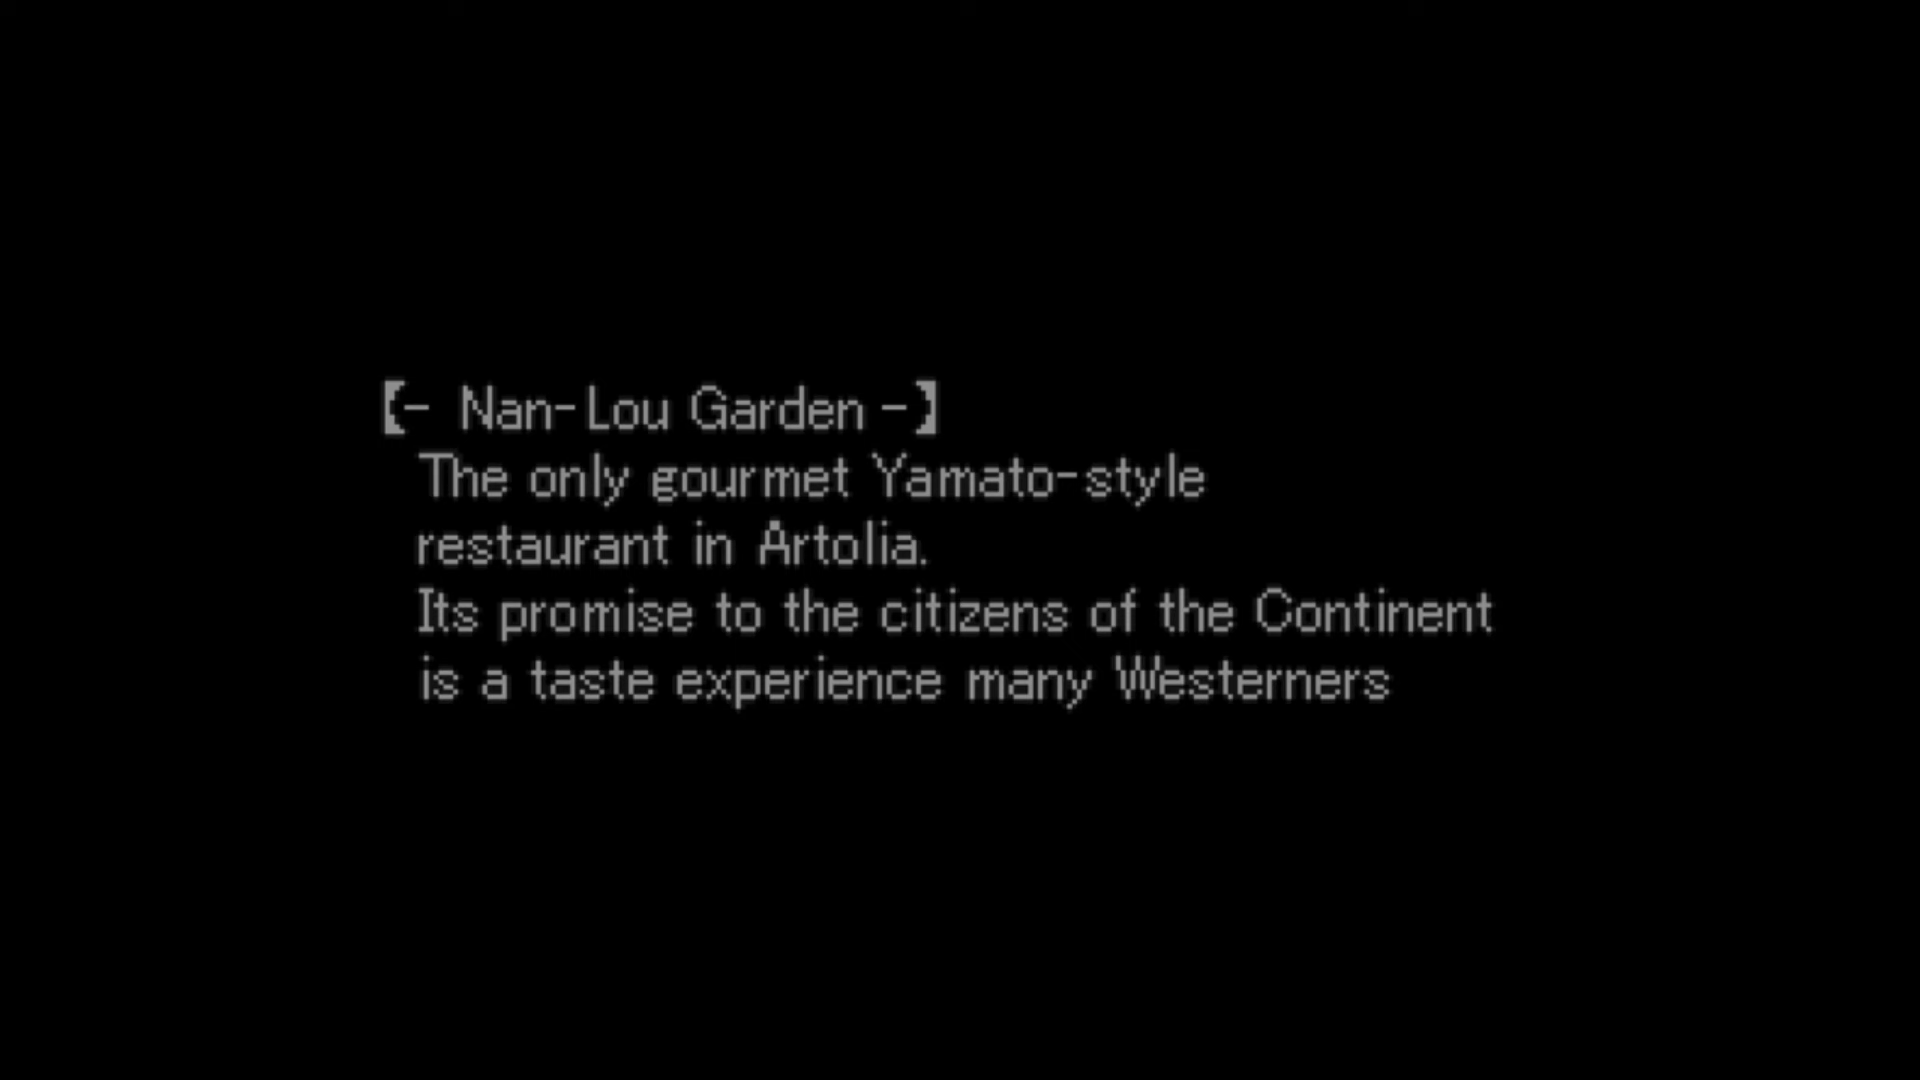 【- Nan-Lou Garden -】
The only gourmet Yamato-style
restaurant in Artolia.
Its promise to the citizens of the Continent
is a taste experience many Westerners